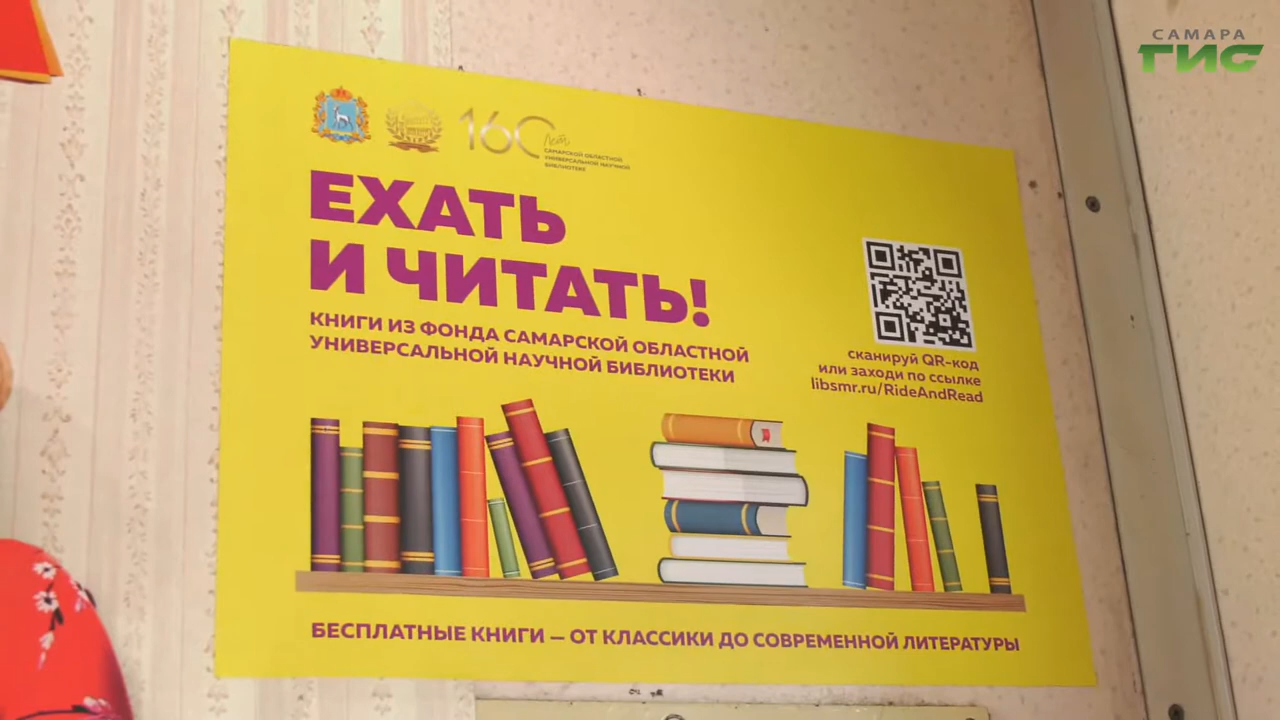 САМАРА
ГИС
160 лет
САМАРСКОЙ ОБЛАСТНОЙ
УНИВЕРСАЛЬНОЙ НАУЧНОЙ
БИБЛИОТЕКЕ
ЕХАТЬ
И ЧИТАТЬ!
КНИГИ ИЗ ФОНДА САМАРСКОЙ ОБЛАСТНОЙ
УНИВЕРСАЛЬНОЙ НАУЧНОЙ БИБЛИОТЕКИ
сканируй QR-код
или заходи по ссылке
libsmr.ru/RideAndRead
БЕСПЛАТНЫЕ КНИГИ — ОТ КЛАССИКИ ДО СОВРЕМЕННОЙ ЛИТЕРАТУРЫ